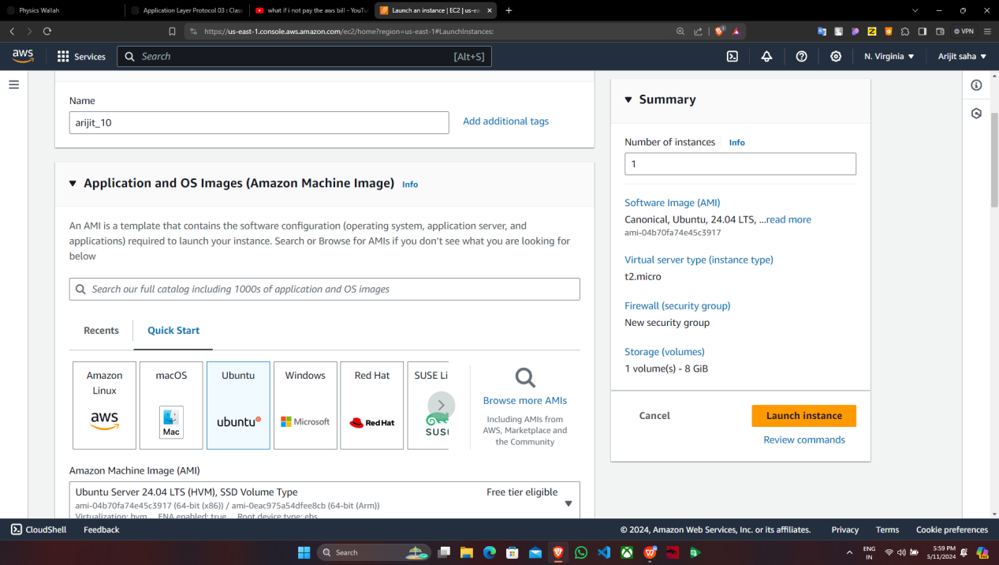 Physics Wallah
Application Layer Protocol 03 : Class
what if i not pay the aws bill - YouTu
Launch an instance | EC2 | us-ea
https://us-east-1.console.aws.amazon.com/ec2/home?region=us-east-1#LaunchInstances:
VPN
aws
Services
Search
[Alt+S]
N. Virginia
Arijit saha
Name
arijit_10
Add additional tags
Application and OS Images (Amazon Machine Image)
Info
An AMI is a template that contains the software configuration (operating system, application server, and
applications) required to launch your instance. Search or Browse for AMIs if you don't see what you are looking for
below
Search our full catalog including 1000s of application and OS images
Recents
Quick Start
Amazon
Linux
aws
macOS
Mac
Ubuntu
ubuntu
Windows
Microsoft
Red Hat
Red Hat
SUSE Li
SUSI
Browse more AMIs
Including AMIs from
AWS, Marketplace and
the Community
Amazon Machine Image (AMI)
Ubuntu Server 24.04 LTS (HVM), SSD Volume Type
Free tier eligible
ami-04b70fa74e45c3917 (64-bit (x86)) / ami-0eac975a54dfee8cb (64-bit (Arm))
Virtualization: hvm ENA enabled: true Root device type: ebs
Summary
Number of instances
Info
1
Software Image (AMI)
Canonical, Ubuntu, 24.04 LTS, ...read more
ami-04b70fa74e45c3917
Virtual server type (instance type)
t2.micro
Firewall (security group)
New security group
Storage (volumes)
1 volume(s) - 8 GiB
Cancel
Launch instance
Review commands
CloudShell
Feedback
© 2024, Amazon Web Services, Inc. or its affiliates.
Privacy
Terms
Cookie preferences
Search
ENG
IN
5:59 PM
5/11/2024